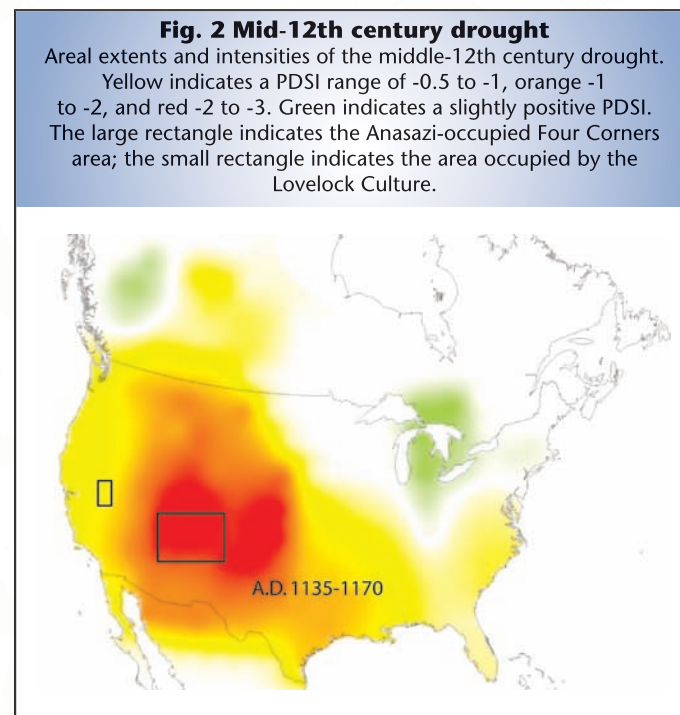 Fig. 2 Mid-12th century drought
Areal extents and intensities of the middle-12th century drought.
Yellow indicates a PDSI range of -0.5 to -1, orange -1
to -2, and red -2 to -3. Green indicates a slightly positive PDSI.
The large rectangle indicates the Anasazi-occupied Four Corners
area; the small rectangle indicates the area occupied by the
Lovelock Culture.
A.D. 1135-1170